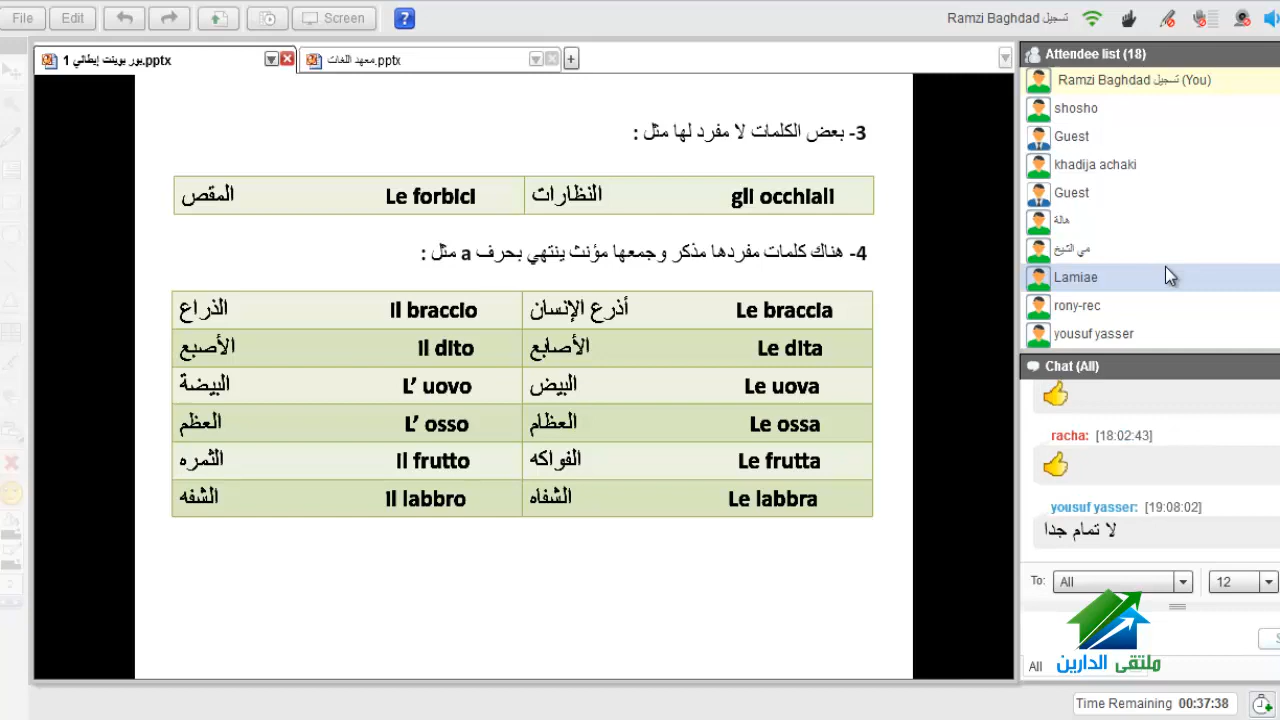 File Edit Screen ? Ramzi Baghdad تسجيل
بور بوينت إيطالي 1.pptx معهد اللغات.pptx +
3- بعض الكلمات لا مفرد لها مثل :
gli occhiali النظارات Le forbici المقص
4- هناك كلمات مفردها مذكر وجمعها مؤنث ينتهي بحرف a مثل :
Le braccia أذرع الإنسان Il braccio الذراع
Le dita الأصابع Il dito الأصبع
Le uova البيض L’ uovo البيضة
Le ossa العظام L’ osso العظم
Le frutta الفواكه Il frutto الثمره
Le labbra الشفاه Il labbro الشفه
Attendee list (18)
Ramzi Baghdad تسجيل (You)
shosho
Guest
khadija achaki
Guest
هالة
مي الشيخ
Lamiae
rony-rec
yousuf yasser
Chat (All)
racha: [18:02:43]
yousuf yasser: [19:08:02]
لا تمام جدا
To: All 12
ملتقى الدارين
All
Time Remaining 00:37:38